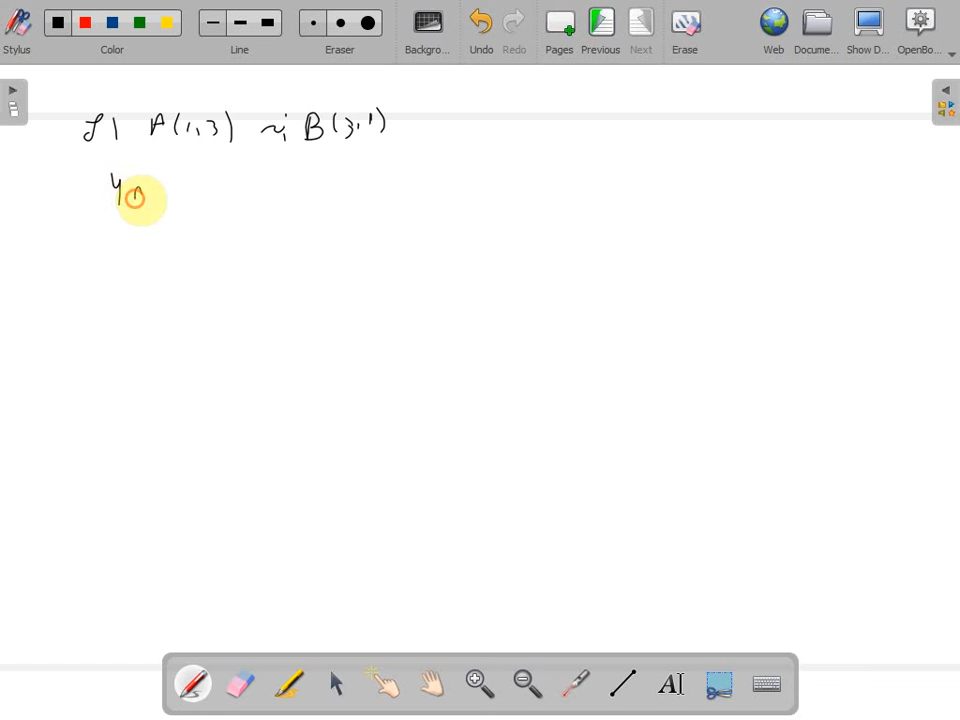 Stylus
Color
Line
Eraser
Backgro...
Undo
Redo
Pages
Previous
Next
Erase
Web
Docume...
Show D...
OpenBo...
A(1,3) B(3,1)